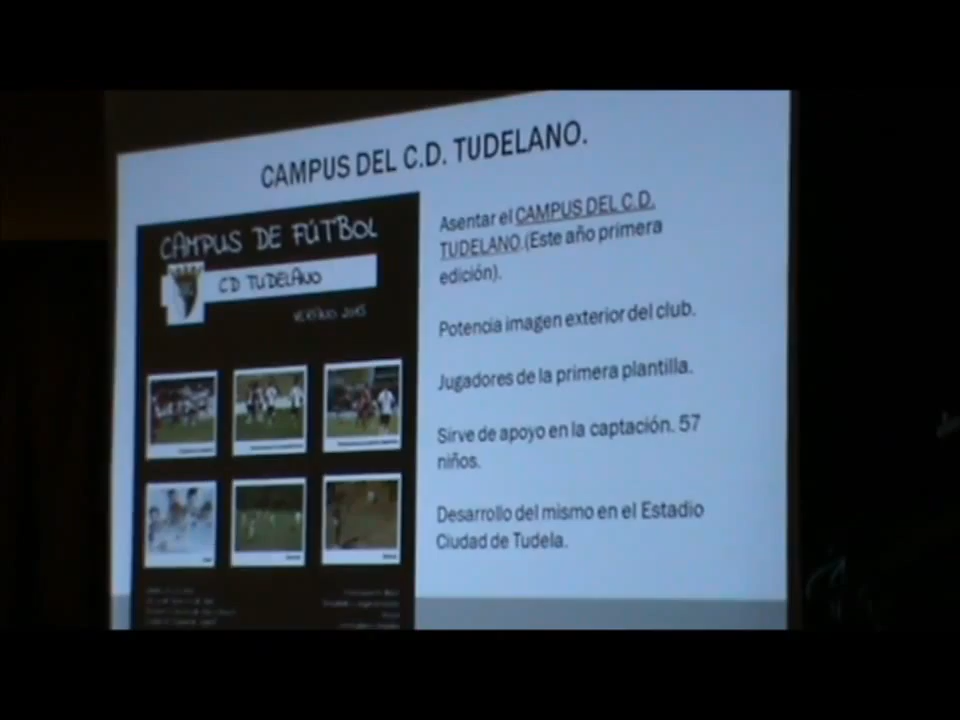 CAMPUS DEL C.D. TUDELANO.
CAMPUS DE FÚTBOL
CD TUDELANO
VERANO 2015
Asentar el CAMPUS DEL C.D.
TUDELANO.(Este año primera
edición).
Potencia imagen exterior del club.
Jugadores de la primera plantilla.
Sirve de apoyo en la captación. 57
niños.
Desarrollo del mismo en el Estadio
Ciudad de Tudela.